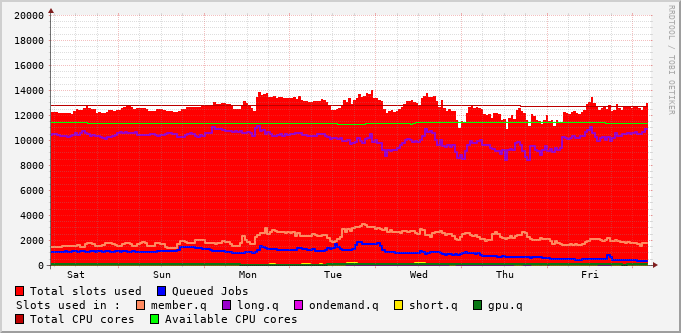 20000
18000
16000
14000
12000
10000
8000
6000
4000
2000
0
Sat Sun Mon Tue Wed Thu Fri
RRDTOOL / TOBI OETIKER
Total slots used Queued Jobs
Slots used in : member.q long.q ondemand.q short.q gpu.q
Total CPU cores Available CPU cores